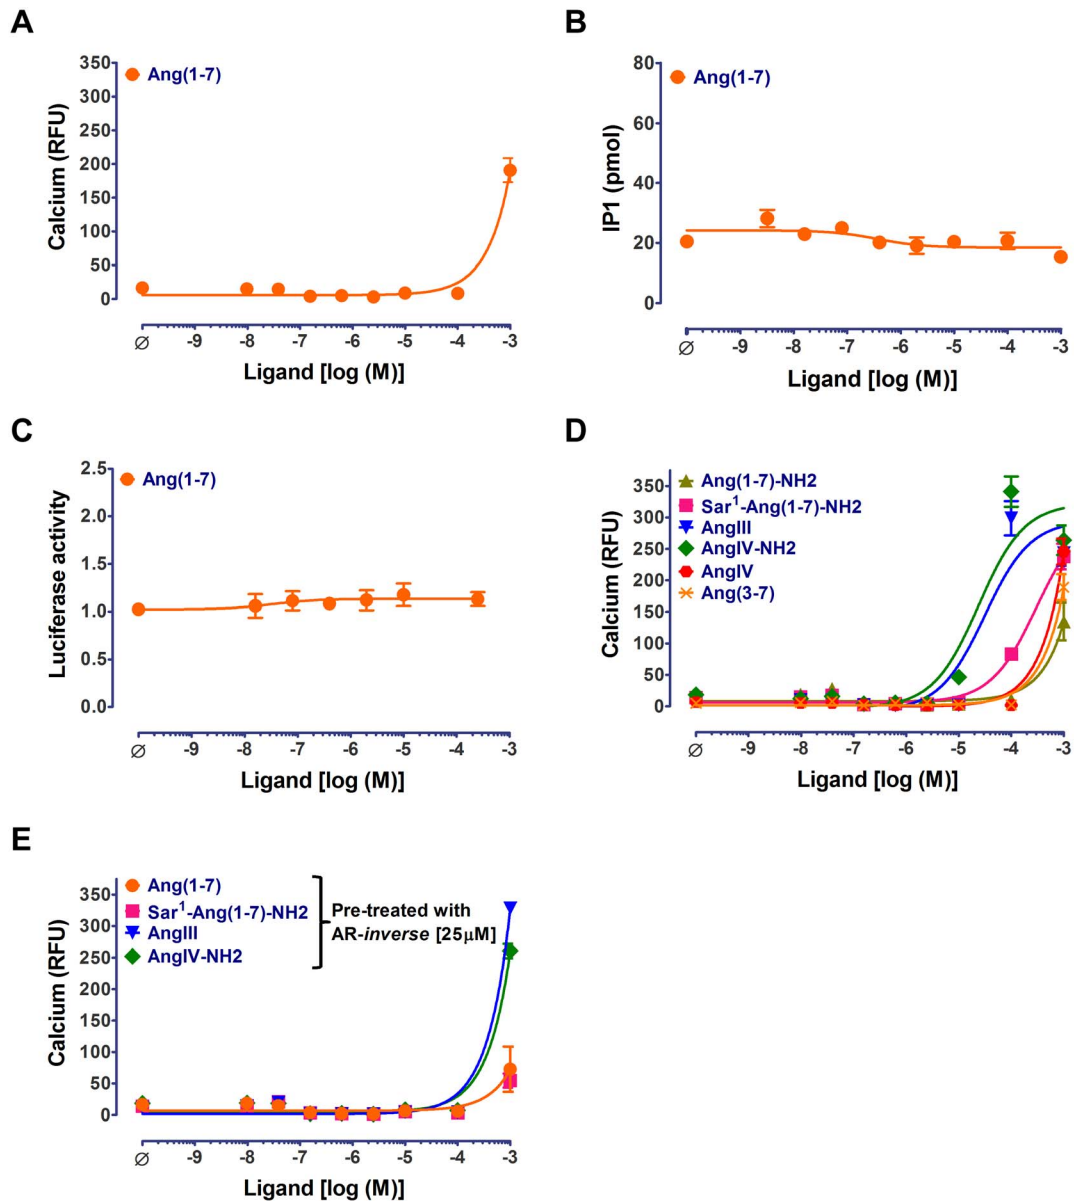 A
350
300
250
200
150
100
50
0
Calcium (RFU)
Ang(1-7)
∅ -9 -8 -7 -6 -5 -4 -3
Ligand [log (M)]
B
80
60
40
20
0
IP1 (pmol)
Ang(1-7)
∅ -9 -8 -7 -6 -5 -4 -3
Ligand [log (M)]
C
2.5
2.0
1.5
1.0
0.5
0.0
Luciferase activity
Ang(1-7)
∅ -9 -8 -7 -6 -5 -4 -3
Ligand [log (M)]
D
350
300
250
200
150
100
50
0
Calcium (RFU)
Ang(1-7)-NH2
Sar¹-Ang(1-7)-NH2
AngIII
AngIV-NH2
AngIV
Ang(3-7)
∅ -9 -8 -7 -6 -5 -4 -3
Ligand [log (M)]
E
350
300
250
200
150
100
50
0
Calcium (RFU)
Ang(1-7)
Sar¹-Ang(1-7)-NH2
AngIII
AngIV-NH2
Pre-treated with
AR-inverse [25μM]
∅ -9 -8 -7 -6 -5 -4 -3
Ligand [log (M)]